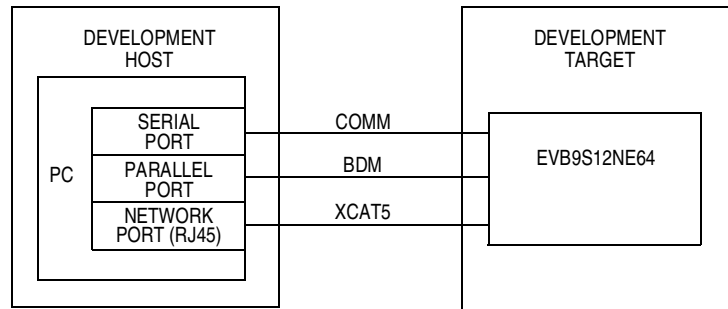 DEVELOPMENT
HOST
DEVELOPMENT
TARGET
PC
SERIAL
PORT
PARALLEL
PORT
NETWORK
PORT (RJ45)
COMM
BDM
XCAT5
EVB9S12NE64